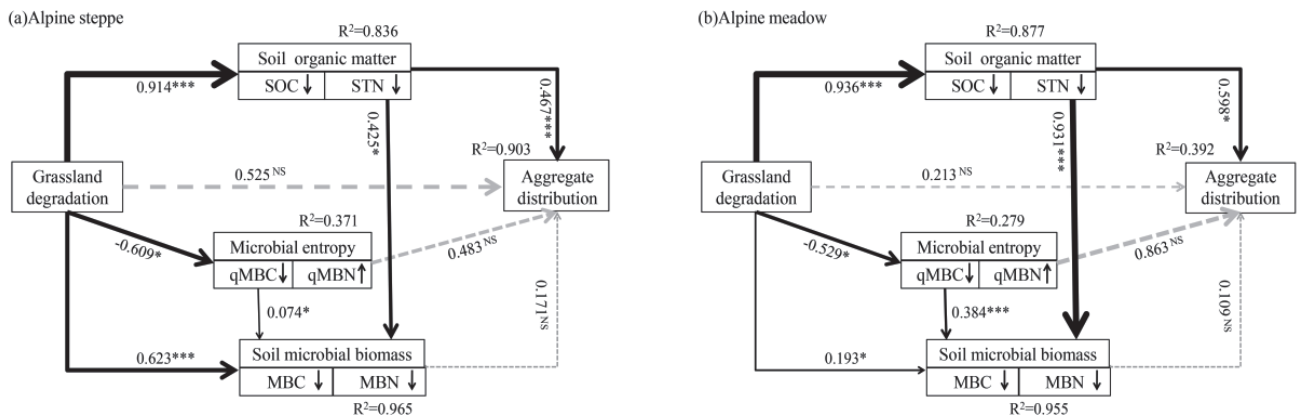 (a)Alpine steppe
R²=0.836
Soil organic matter
SOC↓ STN↓
0.914***
0.467***
0.425*
R²=0.903
Grassland
degradation
0.525 NS
Aggregate
distribution
R²=0.371
-0.609*
Microbial entropy
qMBC↓ qMBN↑
0.483 NS
0.074*
0.171 NS
0.623***
Soil microbial biomass
MBC ↓ MBN ↓
R²=0.965
(b)Alpine meadow
R²=0.877
Soil organic matter
SOC↓ STN↓
0.936***
0.598*
0.931***
R²=0.392
Grassland
degradation
0.213 NS
Aggregate
distribution
R²=0.279
-0.529*
Microbial entropy
qMBC↓ qMBN↑
0.863 NS
0.384***
0.109 NS
0.193*
Soil microbial biomass
MBC ↓ MBN ↓
R²=0.955